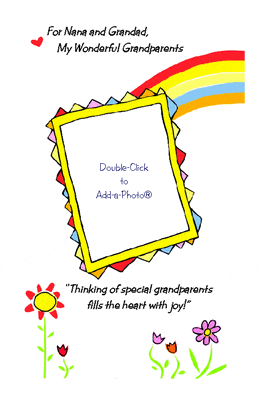 For Nana and Grandad,
My Wonderful Grandparents
Double-Click
to
Add-a-Photo®
"Thinking of special grandparents
fills the heart with joy!"